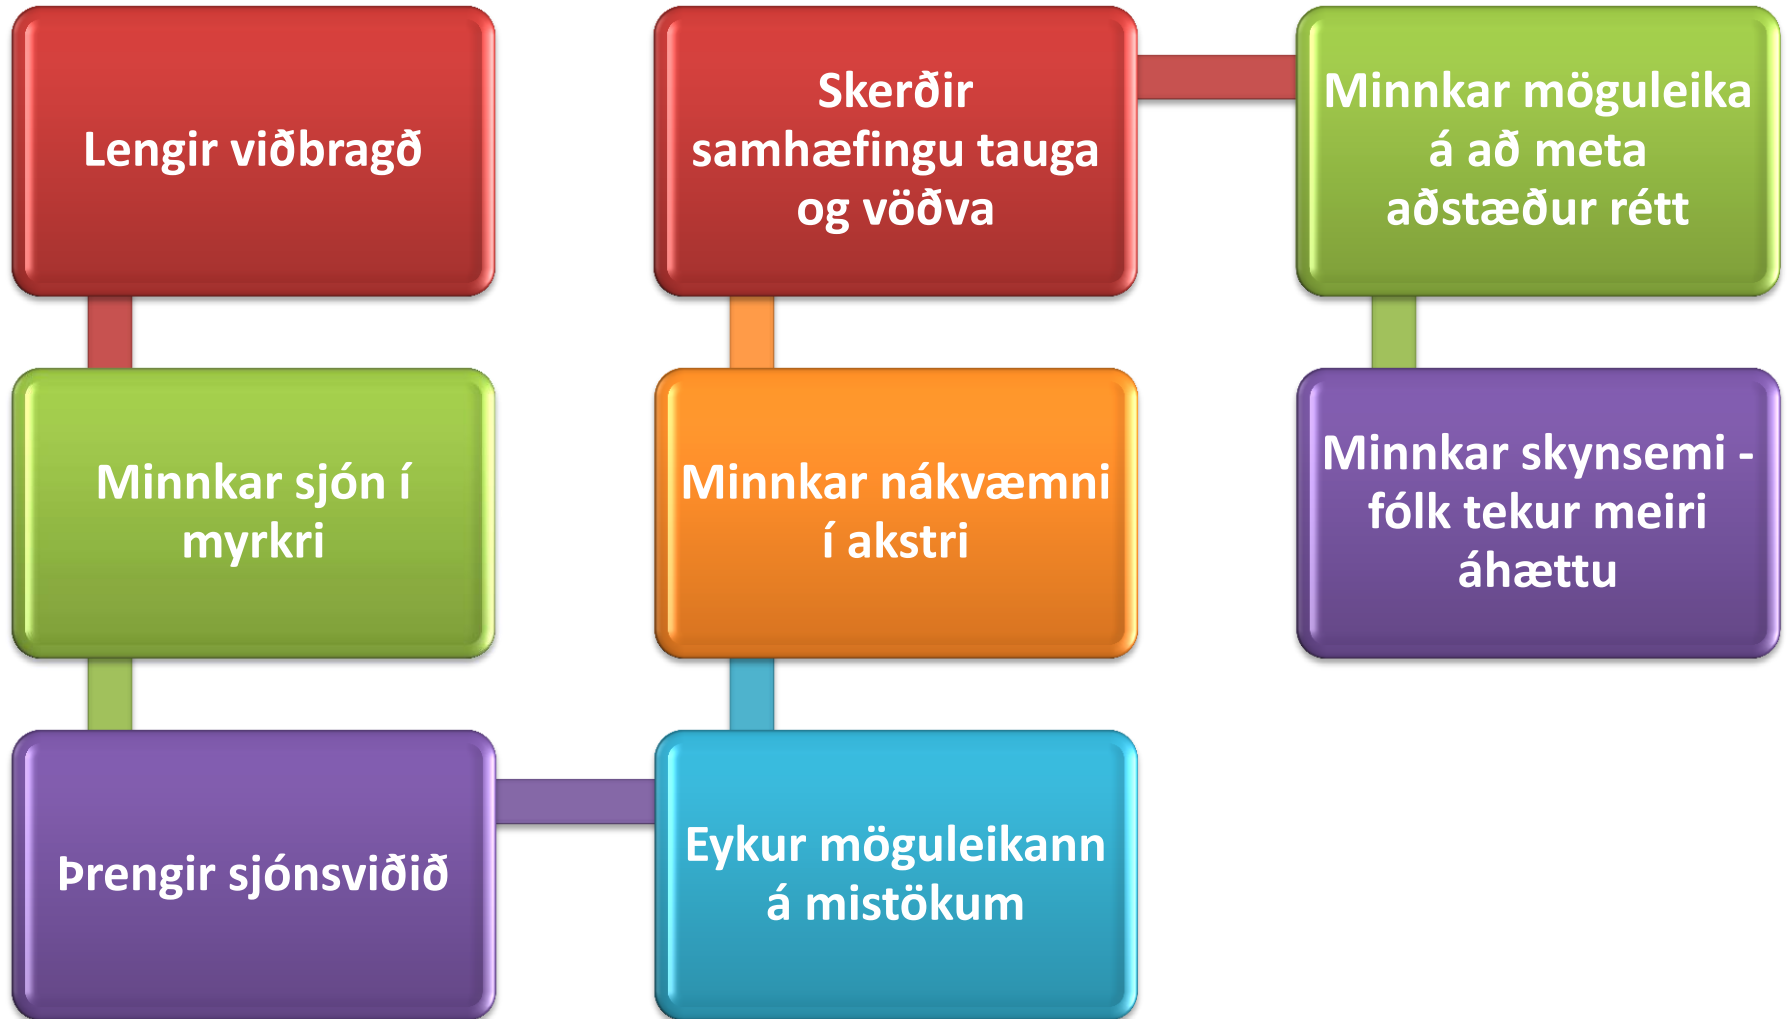 Lengir viðbragð
Minnkar sjón í
myrkri
Þrengir sjónsviðið
Eykur möguleikann
á mistökum
Minnkar nákvæmni
í akstri
Skerðir
samhæfingu tauga
og vöðva
Minnkar möguleika
á að meta
aðstæður rétt
Minnkar skynsemi -
fólk tekur meiri
áhættu